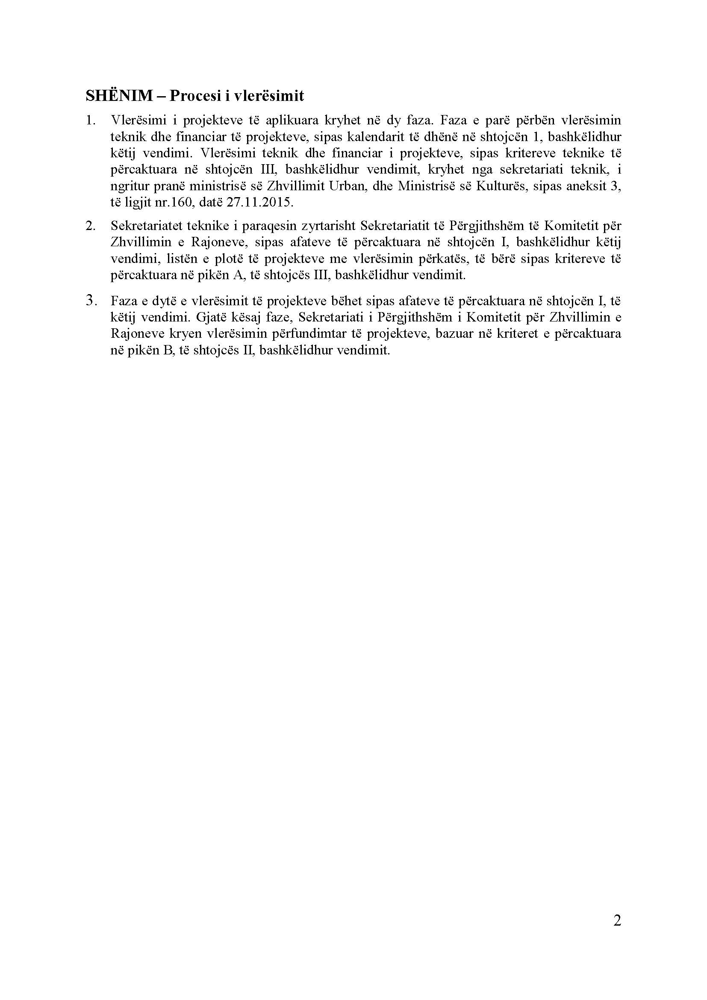 SHËNIM – Procesi i vlerësimit
1. Vlerësimi i projekteve të aplikuara kryhet në dy faza. Faza e parë përbën vlerësimin
teknik dhe financiar të projekteve, sipas kalendarit të dhënë në shtojcën 1, bashkëlidhur
këtij vendimi. Vlerësimi teknik dhe financiar i projekteve, sipas kritereve teknike të
përcaktuara në shtojcën III, bashkëlidhur vendimit, kryhet nga sekretariati teknik, i
ngritur pranë ministrisë së Zhvillimit Urban, dhe Ministrisë së Kulturës, sipas aneksit 3,
të ligjit nr.160, datë 27.11.2015.
2. Sekretariatet teknike i paraqesin zyrtarisht Sekretariatit të Përgjithshëm të Komitetit për
Zhvillimin e Rajoneve, sipas afateve të përcaktuara në shtojcën I, bashkëlidhur këtij
vendimi, listën e plotë të projekteve me vlerësimin përkatës, të bërë sipas kritereve të
përcaktuara në pikën A, të shtojcës III, bashkëlidhur vendimit.
3. Faza e dytë e vlerësimit të projekteve bëhet sipas afateve të përcaktuara në shtojcën I, të
këtij vendimi. Gjatë kësaj faze, Sekretariati i Përgjithshëm i Komitetit për Zhvillimin e
Rajoneve kryen vlerësimin përfundimtar të projekteve, bazuar në kriteret e përcaktuara
në pikën B, të shtojcës II, bashkëlidhur vendimit.
2